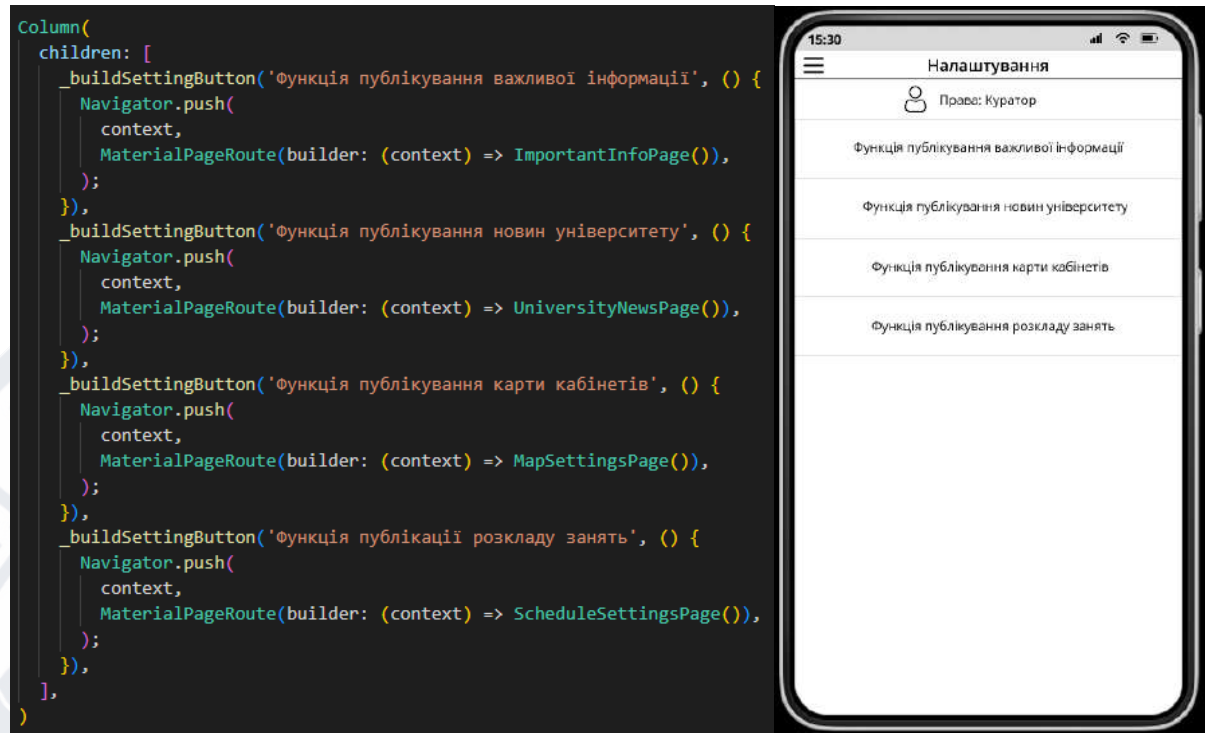 Column(
children: [
_buildSettingButton('Функція публікування важливої інформації', () {
Navigator.push(
context,
MaterialPageRoute(builder: (context) => ImportantInfoPage()),
);
}),
_buildSettingButton('Функція публікування новин університету', () {
Navigator.push(
context,
MaterialPageRoute(builder: (context) => UniversityNewsPage()),
);
}),
_buildSettingButton('Функція публікування карти кабінетів', () {
Navigator.push(
context,
MaterialPageRoute(builder: (context) => MapSettingsPage()),
);
}),
_buildSettingButton('Функція публікації розкладу занять', () {
Navigator.push(
context,
MaterialPageRoute(builder: (context) => ScheduleSettingsPage()),
);
}),
],
)
15:30
Налаштування
Права: Куратор
Функція публікування важливої інформації
Функція публікування новин університету
Функція публікування карти кабінетів
Функція публікування розкладу занять